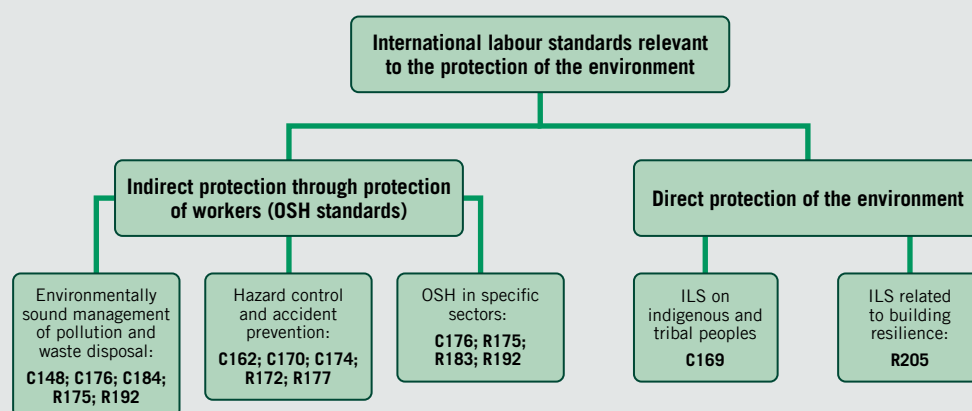 International labour standards relevant
to the protection of the environment
Indirect protection through protection
of workers (OSH standards)
Direct protection of the environment
Environmentally
sound management
of pollution and
waste disposal:
C148; C176; C184;
R175; R192
Hazard control
and accident
prevention:
C162; C170; C174;
R172; R177
OSH in specific
sectors:
C176; R175;
R183; R192
ILS on
indigenous and
tribal peoples
C169
ILS related
to building
resilience:
R205